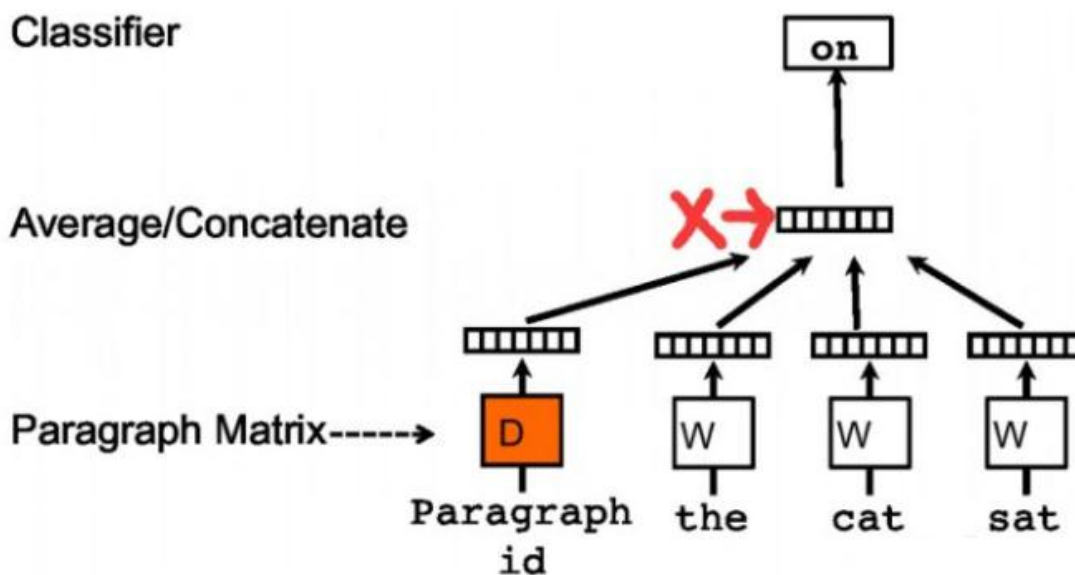 Classifier
on
Average/Concatenate
X
Paragraph Matrix
D
W
W
W
Paragraph
id
the
cat
sat